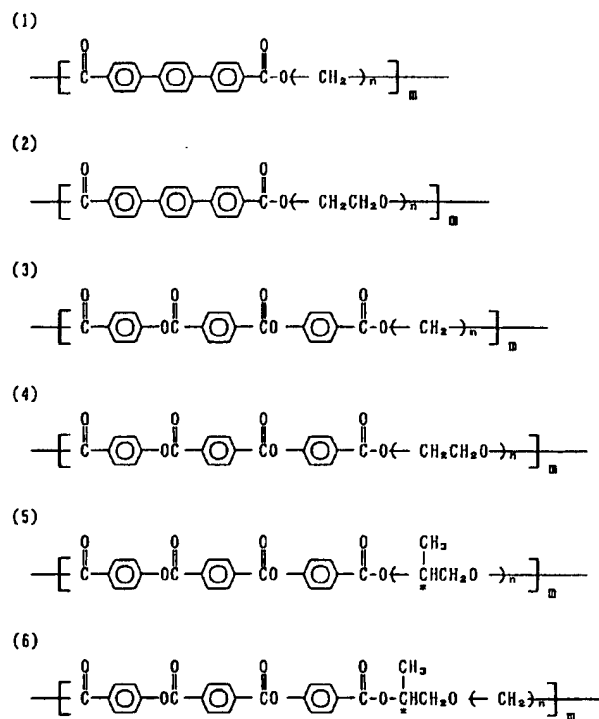 (1)
O O
[ C C-O( CH₂ )n ]m
(2)
O O
[ C C-O( CH₂CH₂O )n ]m
(3)
O O O O
[ C OC CO C-O( CH₂ )n ]m
(4)
O O O O
[ C OC CO C-O( CH₂CH₂O )n ]m
(5)
CH₃
O O O O
[ C OC CO C-O( CHCH₂O )n ]m
*
(6)
CH₃
O O O O
[ C OC CO C-O-CHCH₂O ( CH₂ )n ]m
*